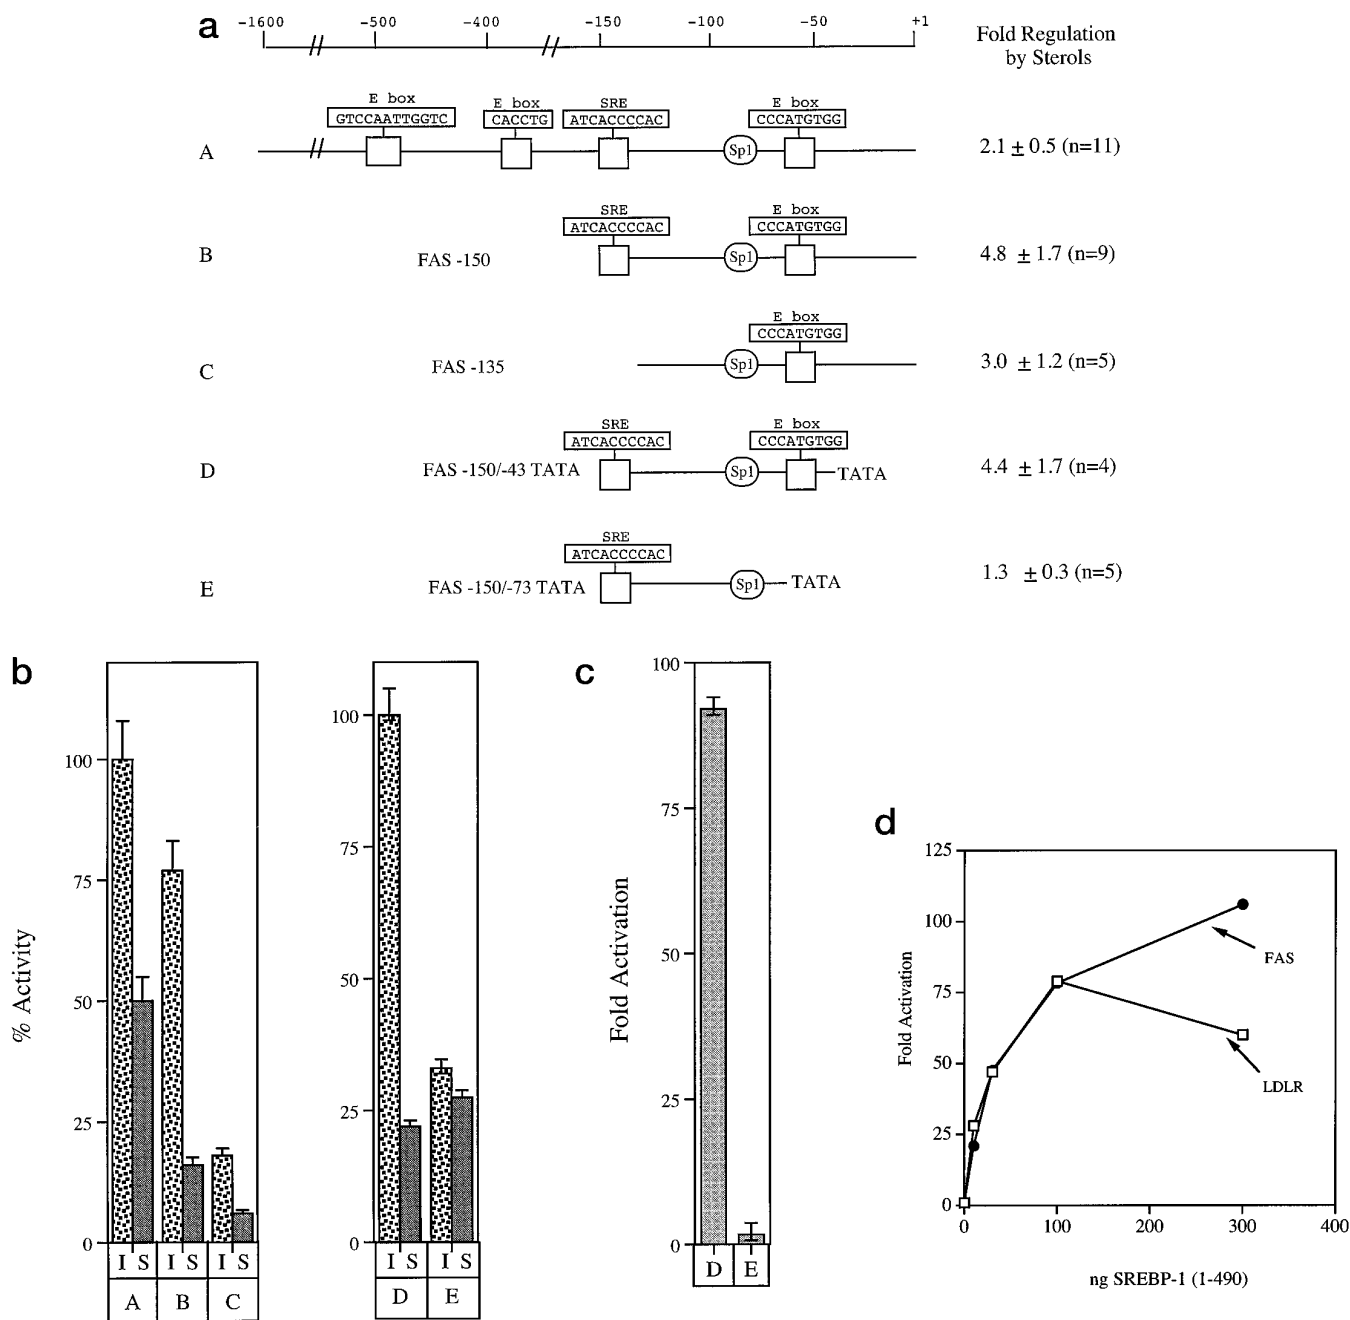 a
-1600 -500 -400 -150 -100 -50 +1
Fold Regulation
by Sterols
E box E box SRE E box
GTCCAATTGGTC CACCTG ATCACCCCAC CCCATGTGG
A Sp1 2.1 ± 0.5 (n=11)
SRE E box
ATCACCCCAC CCCATGTGG
B FAS -150 Sp1 4.8 ± 1.7 (n=9)
E box
CCCATGTGG
C FAS -135 Sp1 3.0 ± 1.2 (n=5)
SRE E box
ATCACCCCAC CCCATGTGG
D FAS -150/-43 TATA Sp1 TATA 4.4 ± 1.7 (n=4)
SRE
ATCACCCCAC
E FAS -150/-73 TATA Sp1 TATA 1.3 ± 0.3 (n=5)
b
% Activity
100
75
50
25
0
I S I S I S
A B C
100
75
50
25
0
I S I S
D E
c
Fold Activation
100
75
50
25
0
D E
d
Fold Activation
125
100
75
50
25
0
FAS
LDLR
0 100 200 300 400
ng SREBP-1 (1-490)